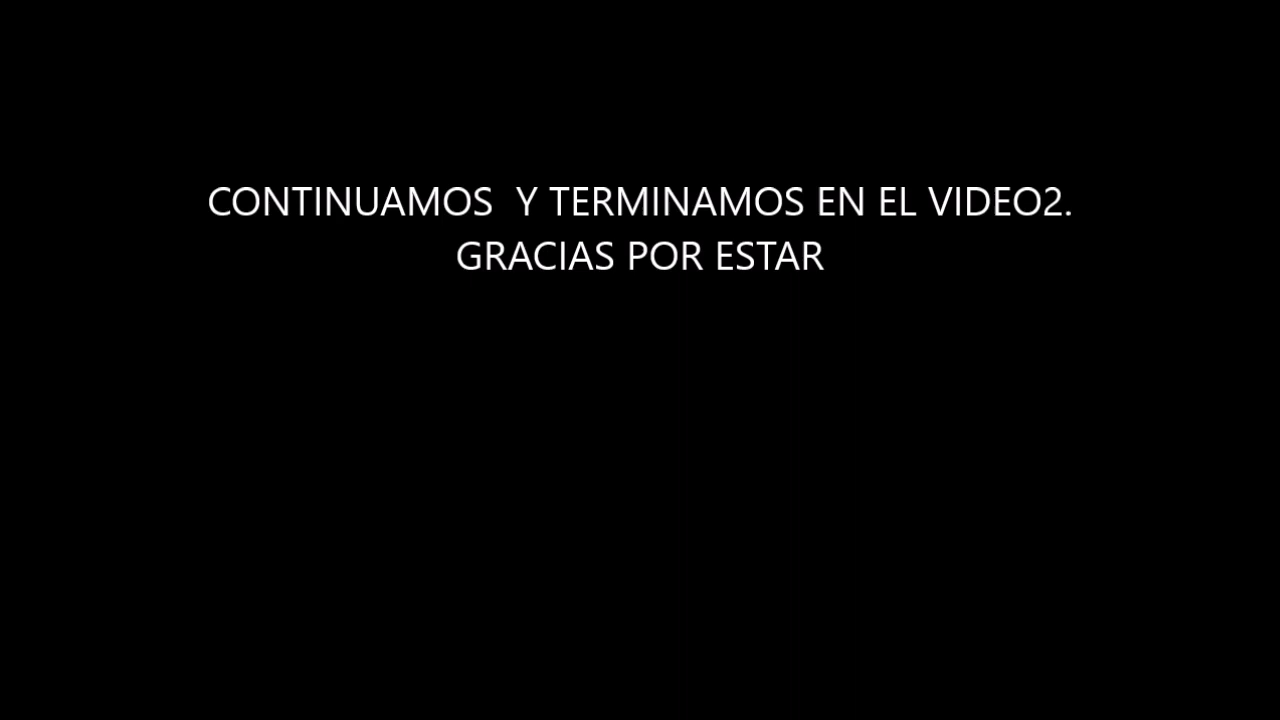 CONTINUAMOS  Y TERMINAMOS EN EL VIDEO2.
GRACIAS POR ESTAR